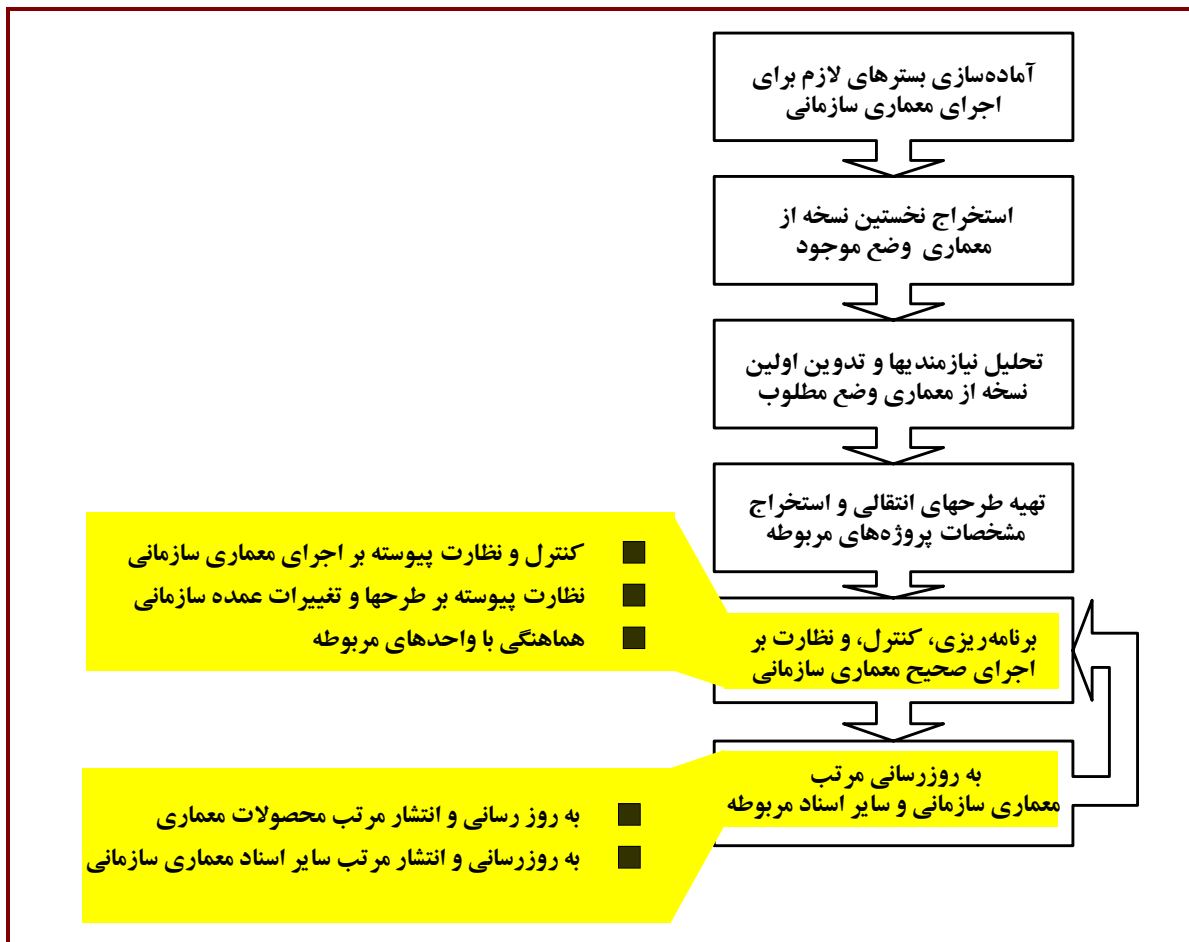 آماده‌سازی بسترهای لازم برای
اجرای معماری سازمانی
استخراج نخستین نسخه از
معماری وضع موجود
تحلیل نیازمندیها و تدوین اولین
نسخه از معماری وضع مطلوب
تهیه طرحهای انتقالی و استخراج
مشخصات پروژه‌های مربوطه
برنامه‌ریزی، کنترل، و نظارت بر
اجرای صحیح معماری سازمانی
کنترل و نظارت پیوسته بر اجرای معماری سازمانی
نظارت پیوسته بر طرحها و تغییرات عمده سازمانی
هماهنگی با واحدهای مربوطه
به روزرسانی مرتب
معماری سازمانی و سایر اسناد مربوطه
به روز رسانی و انتشار مرتب محصولات معماری
به روزرسانی و انتشار مرتب سایر اسناد معماری سازمانی